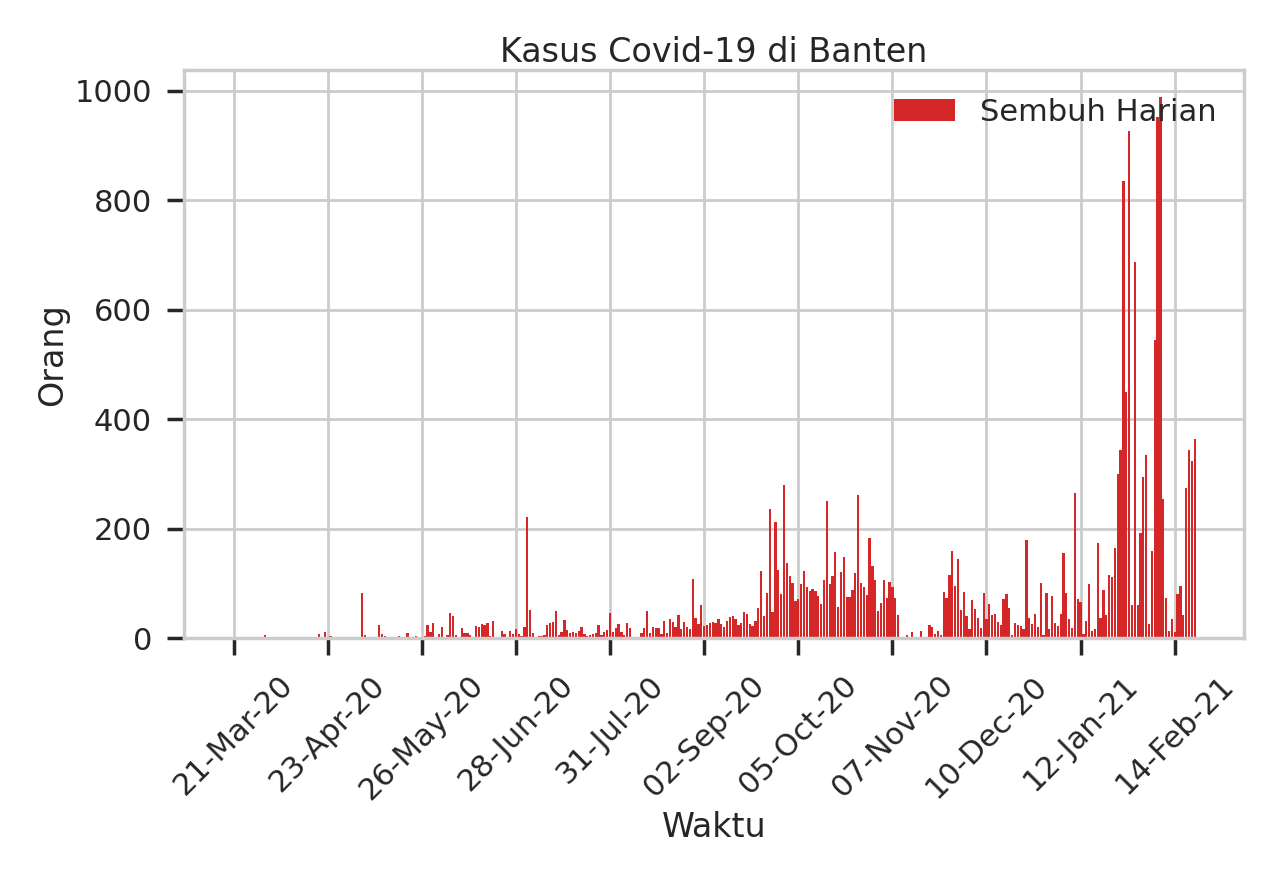 Kasus Covid-19 di Banten
Sembuh Harian
1000
800
600
400
200
0
Orang
21-Mar-20
23-Apr-20
26-May-20
28-Jun-20
31-Jul-20
02-Sep-20
05-Oct-20
07-Nov-20
10-Dec-20
12-Jan-21
14-Feb-21
Waktu